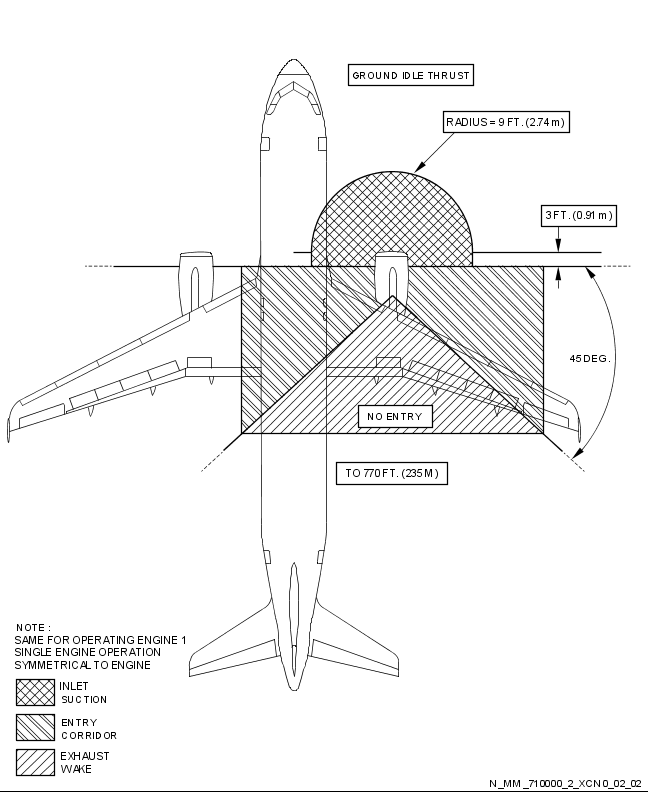 GROUND IDLE THRUST
RADIUS = 9 FT. (2.74 m)
3 FT. (0.91 m)
45 DEG.
NO ENTRY
TO 770 FT. (235 M)
NOTE :
SAME FOR OPERATING ENGINE 1
SINGLE ENGINE OPERATION
SYMMETRICAL TO ENGINE
INLET
SUCTION
ENTRY
CORRIDOR
EXHAUST
WAKE
N_MM_710000_2_XCN0_02_02